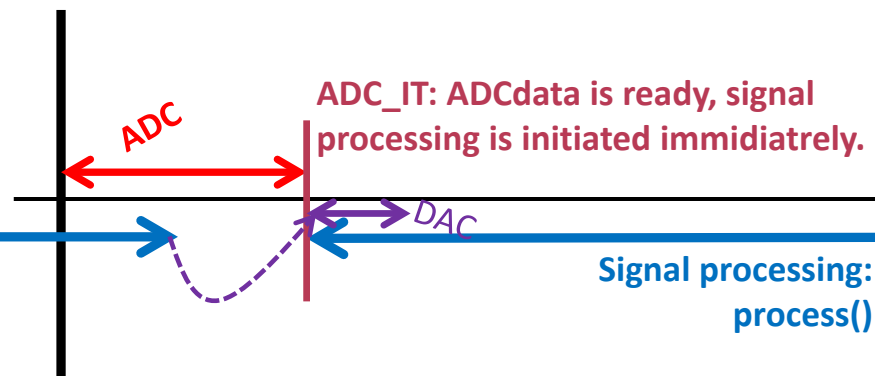 ADC
ADC_IT: ADCdata is ready, signal
processing is initiated immidiatrely.
DAC
Signal processing:
process()